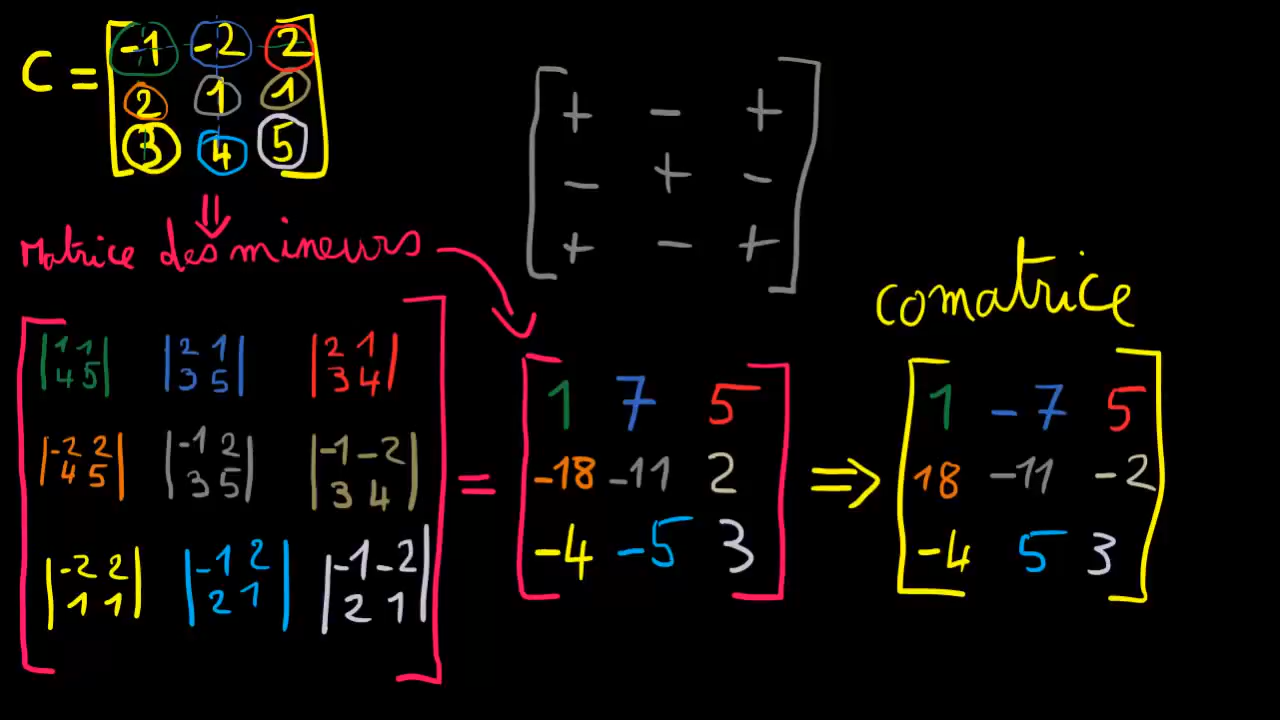 C = [-1 -2 2
2 1 1
3 4 5]
⇓
Matrice des mineurs
[+ - +
- + -
+ - +]
comatrice
[|1 1| |2 1| |2 1|
|4 5| |3 5| |3 4|
|-2 2| |-1 2| |-1 -2|
|4 5| |3 5| |3 4|
|-2 2| |-1 2| |-1 -2|
|1 1| |2 1| |2 1|]
=
[1 7 5
-18 -11 2
-4 -5 3]
⇒
[1 -7 5
18 -11 -2
-4 5 3]